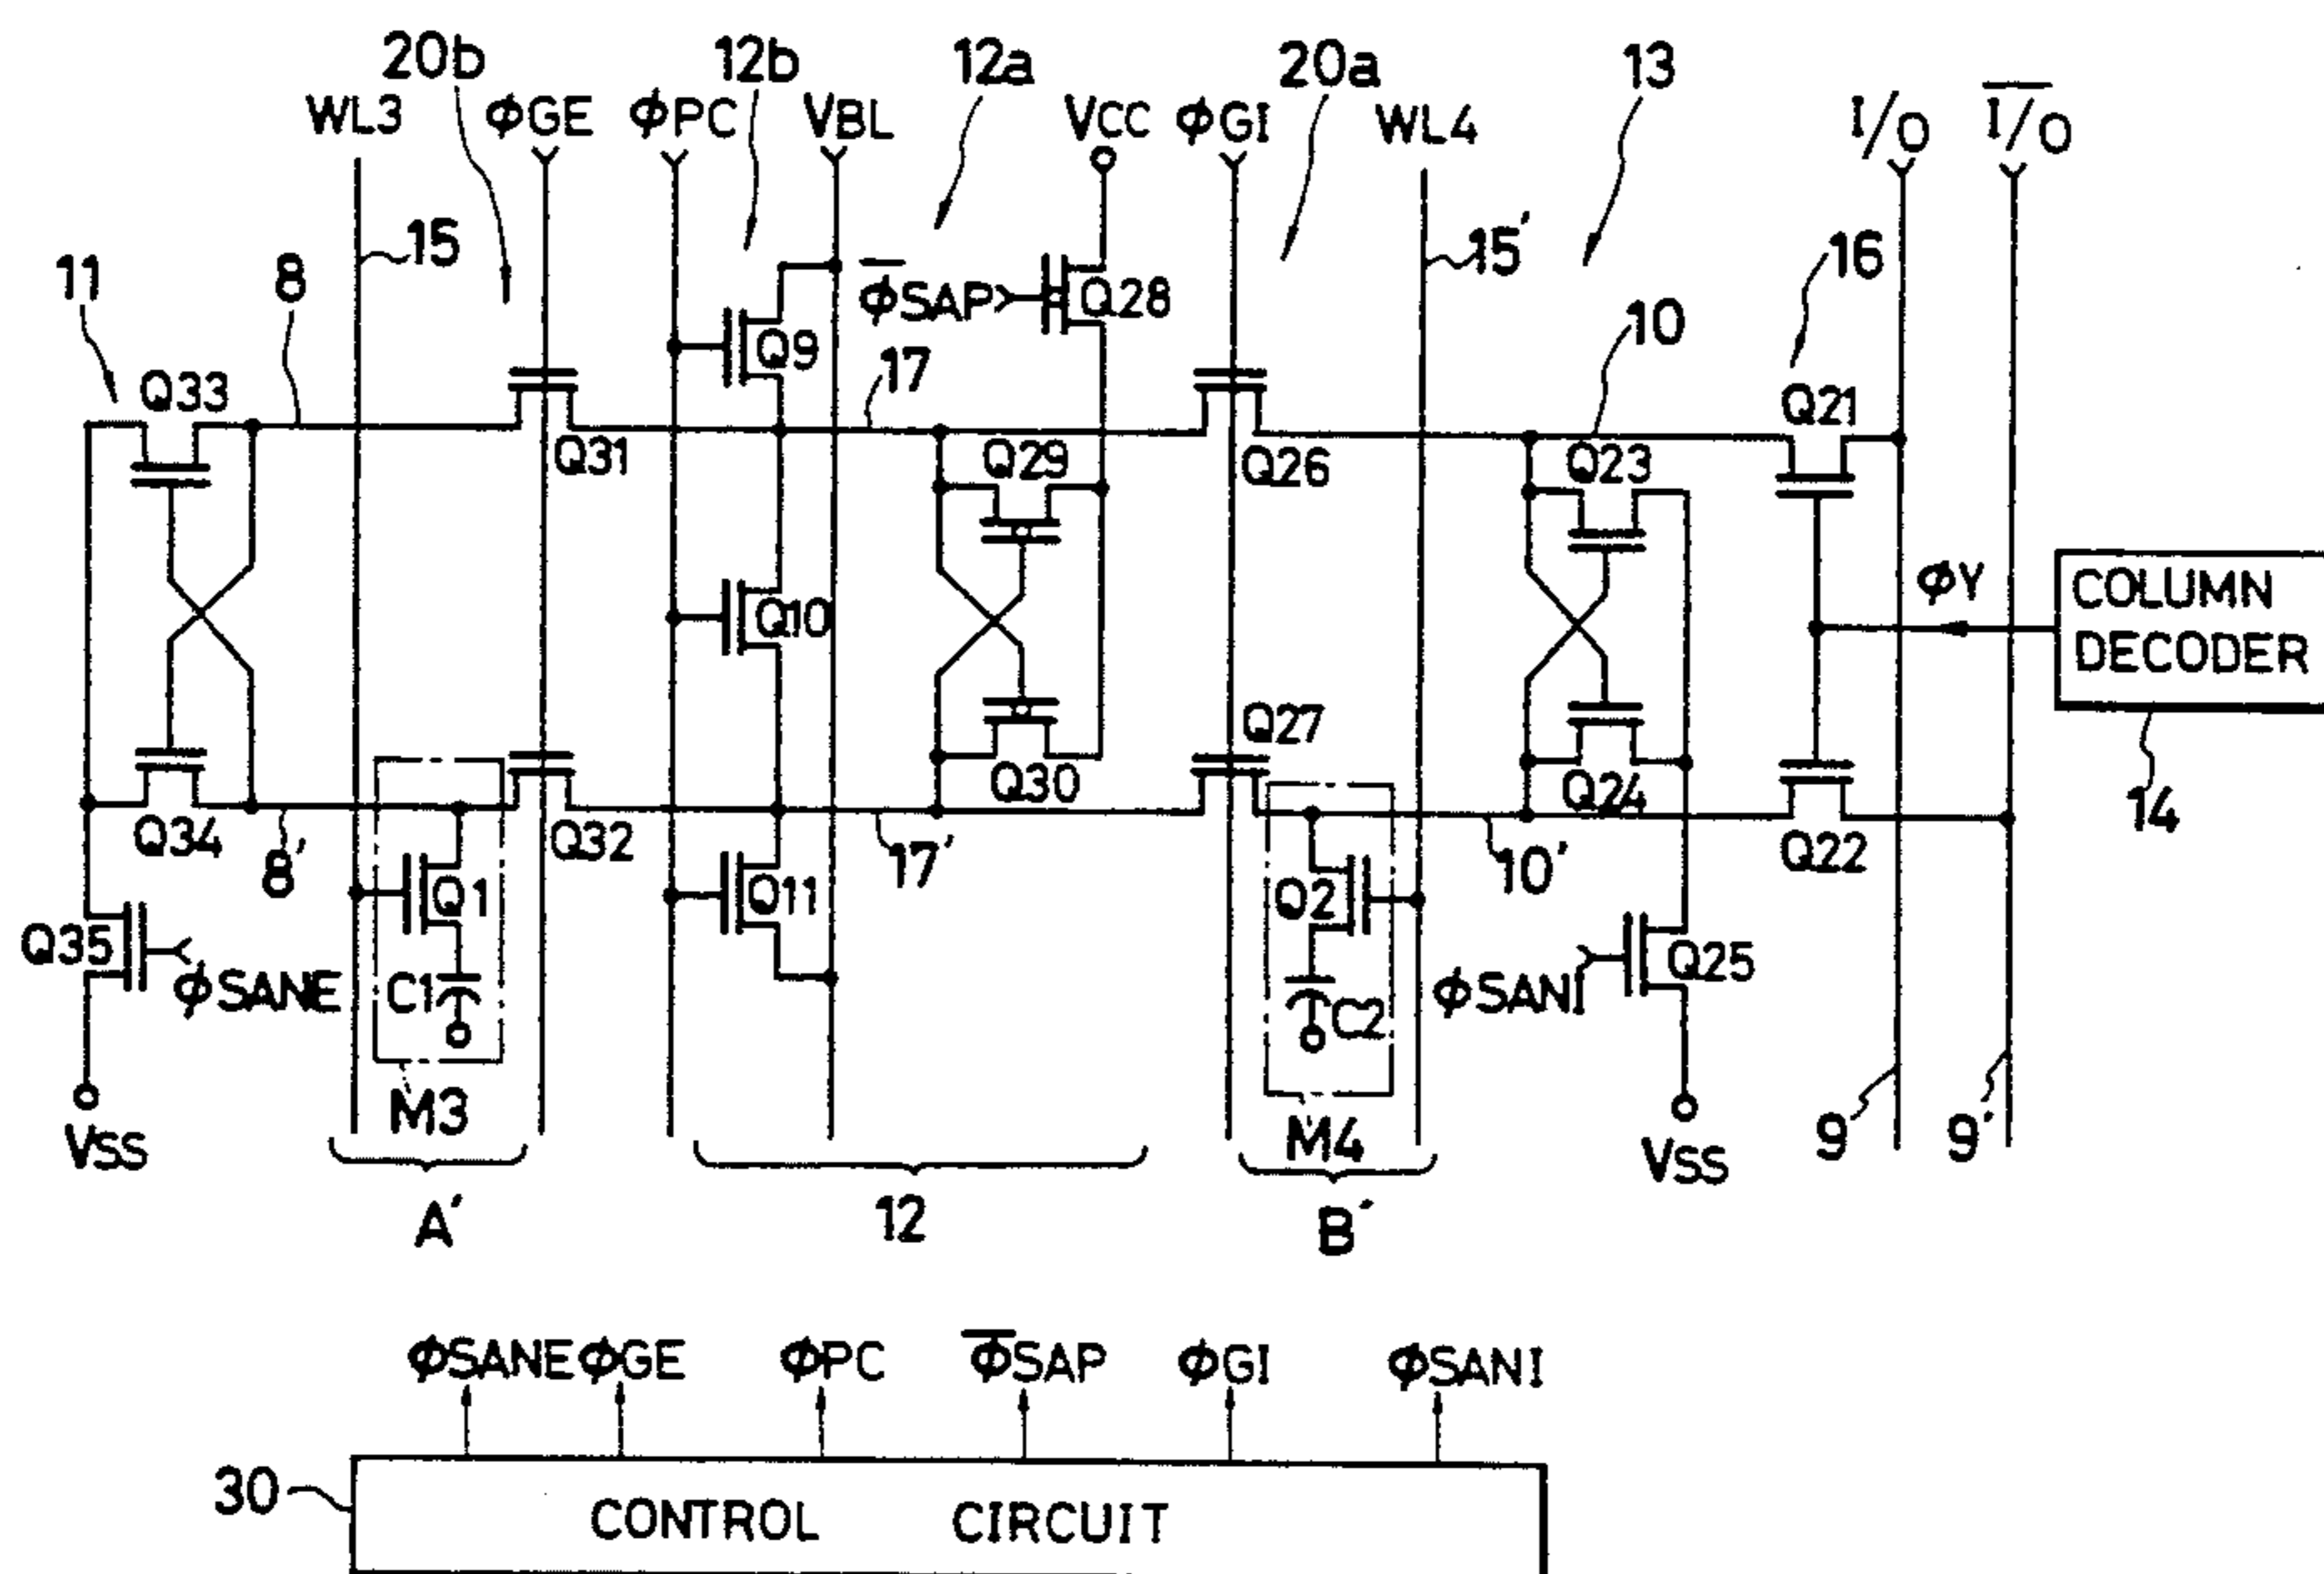 20b 12b 12a 20a 13
WL3 φGE φPC VBL VCC φGI WL4 I/O I̅/̅O̅
11 8 15 φ̅SAP Q28 15' 16
Q33 Q9 17 10 Q21
Q31 Q29 Q26 Q23
Q10 φY COLUMN
DECODER
Q34 8' Q32 Q30 Q27 Q24 Q22 14
Q1 Q11 17' Q2 10'
Q35 φSANE C1 C2 φSANI Q25
M3 M4 9 9'
VSS VSS
A' 12 B'
φSANE φGE φPC φ̅SAP φGI φSANI
30 CONTROL CIRCUIT